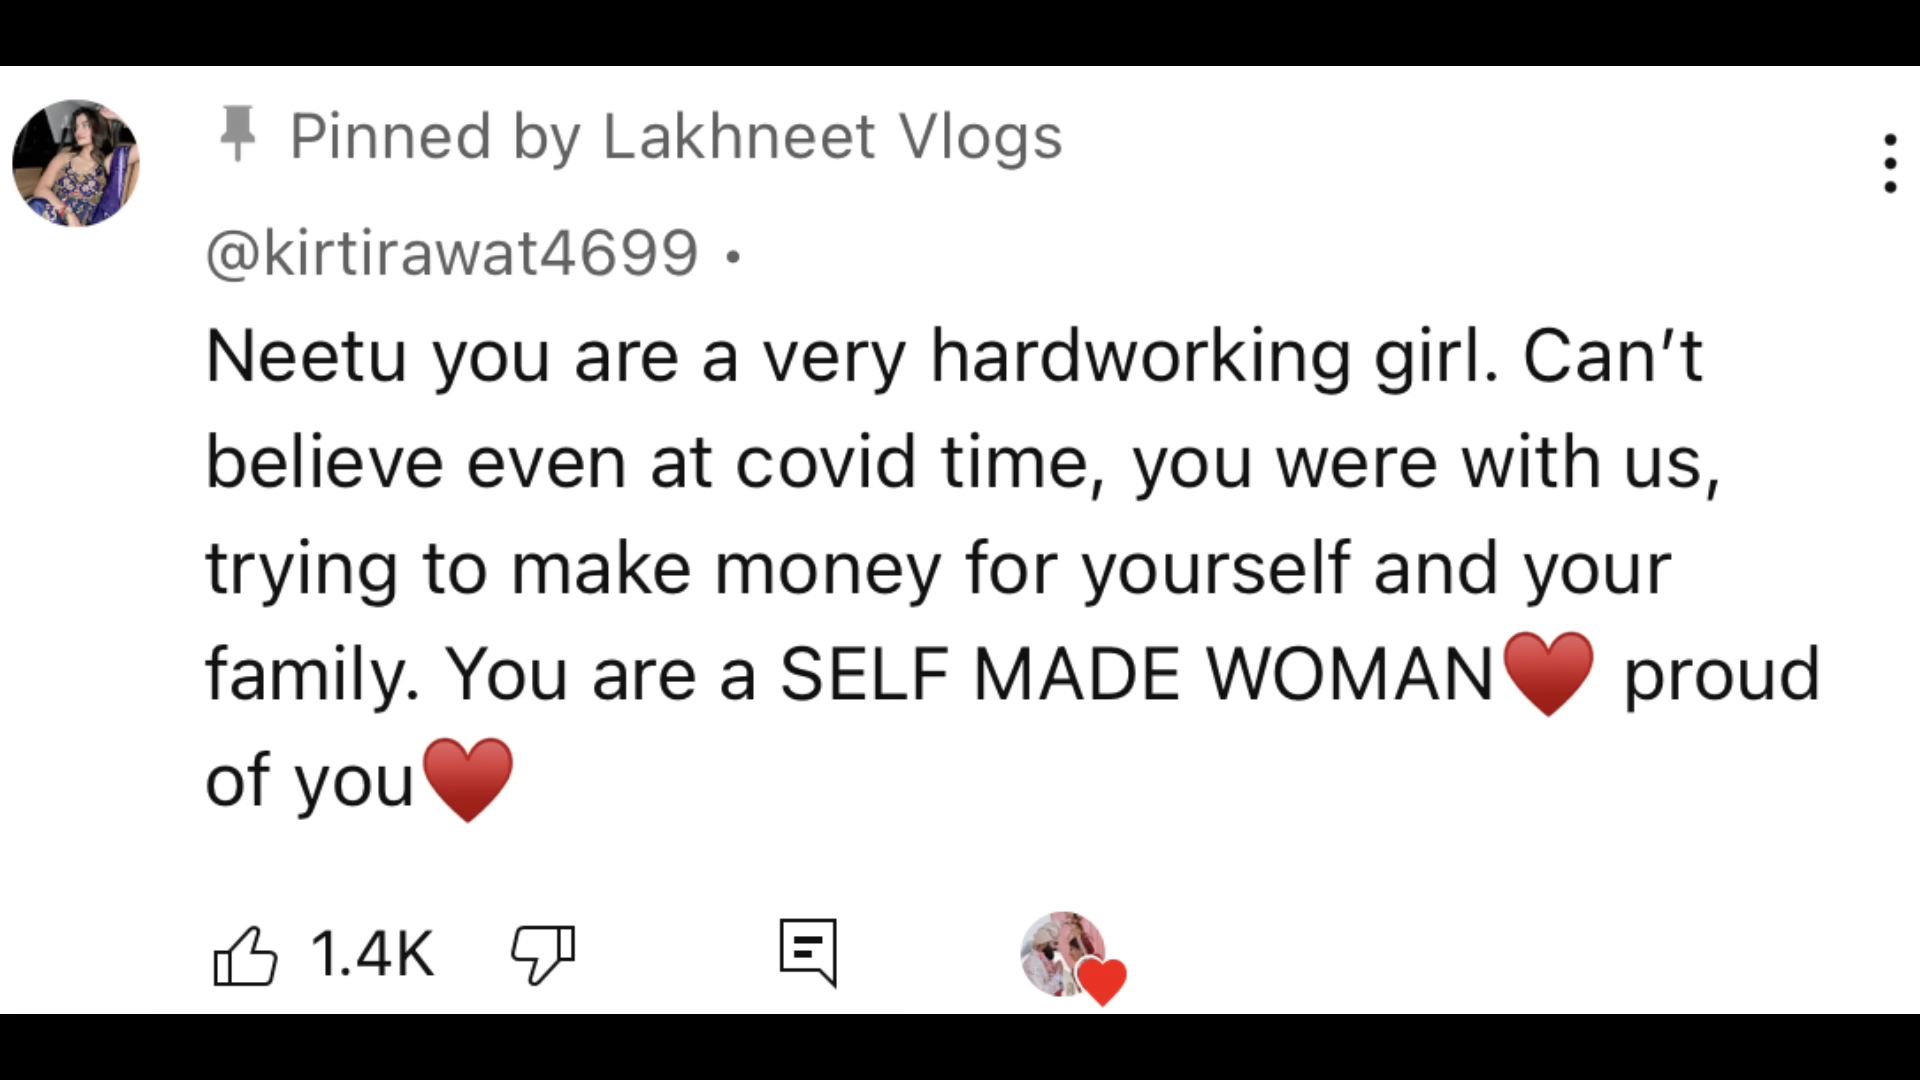 Pinned by Lakhneet Vlogs
@kirtirawat4699 •
Neetu you are a very hardworking girl. Can’t
believe even at covid time, you were with us,
trying to make money for yourself and your
family. You are a SELF MADE WOMAN♥️ proud
of you♥️
1.4K